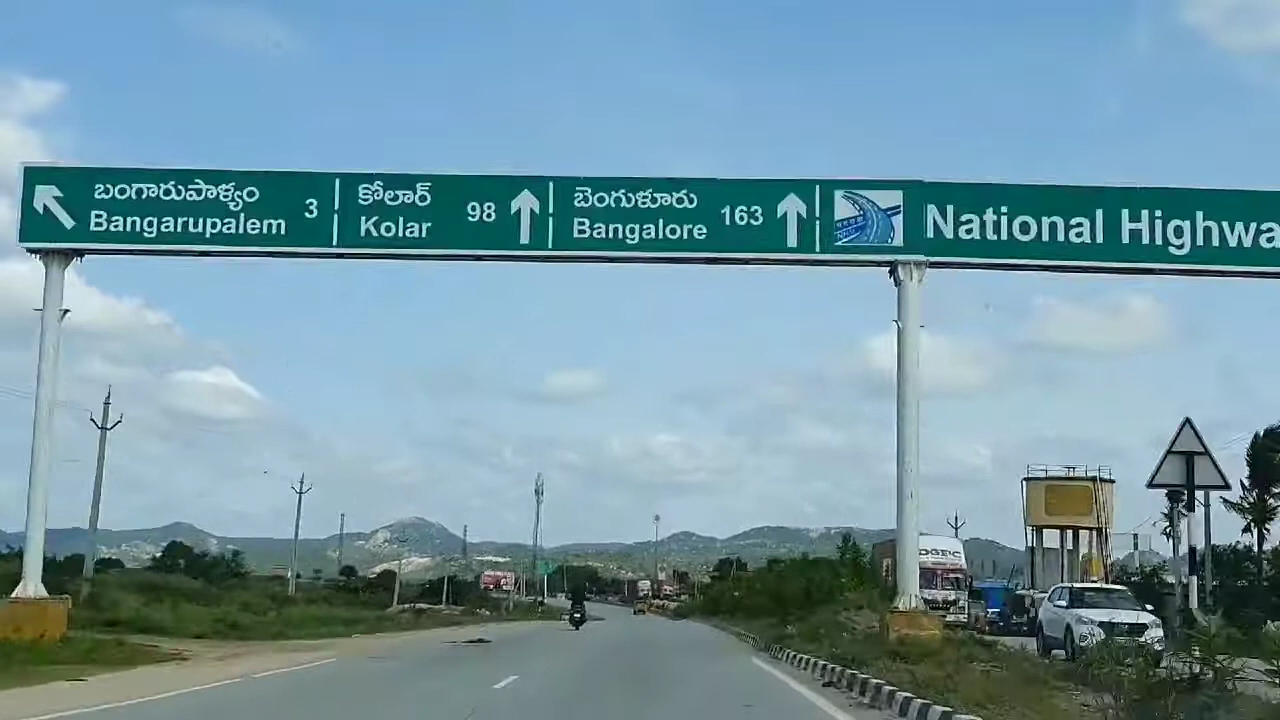 బంగారుపాళ్యం
Bangarupalem
3
కోలార్
Kolar
98
బెంగుళూరు
Bangalore
163
National Highwa